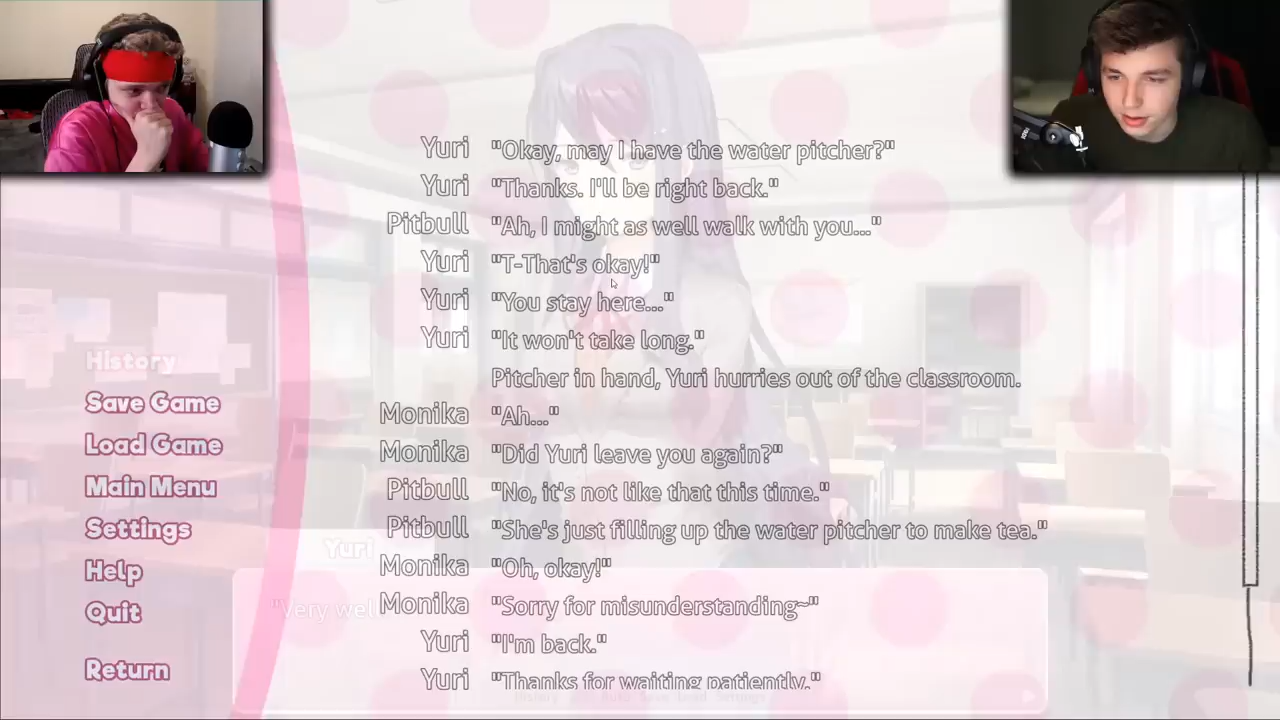 Yuri "Okay, may I have the water pitcher?"
Yuri "Thanks. I'll be right back."
Pitbull "Ah, I might as well walk with you..."
Yuri "T-That's okay!"
Yuri "You stay here..."
Yuri "It won't take long."
Pitcher in hand, Yuri hurries out of the classroom.
History
Monika "Ah..."
Save Game
Load Game
Monika "Did Yuri leave you again?"
Main Menu
Pitbull "No, it's not like that this time."
Settings
Pitbull "She's just filling up the water pitcher to make tea."
Yuri
Help
Monika "Oh, okay!"
Quit
"Very well
Monika "Sorry for misunderstanding~"
Yuri "I'm back."
Return
Yuri "Thanks for waiting patiently."